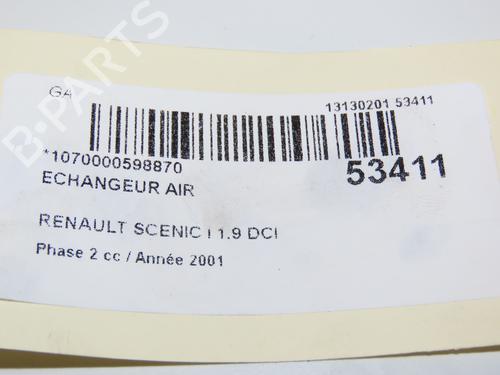 B-PARTS
GA
13130201 53411
*1070000598870
53411
ECHANGEUR AIR
RENAULT SCENIC I 1.9 DCI
Phase 2 cc / Année 2001